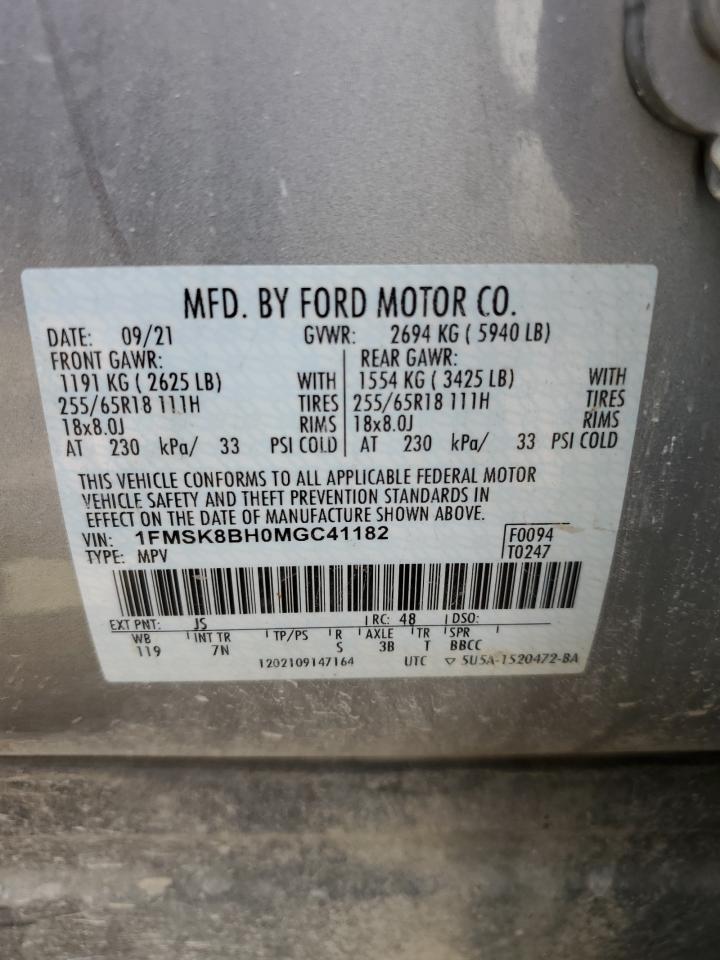 MFD. BY FORD MOTOR CO.
DATE: 09/21 GVWR: 2694 KG ( 5940 LB)
FRONT GAWR: REAR GAWR:
1191 KG ( 2625 LB) WITH 1554 KG ( 3425 LB) WITH
255/65R18 111H TIRES 255/65R18 111H TIRES
18x8.0J RIMS 18x8.0J RIMS
AT 230 kPa/ 33 PSI COLD AT 230 kPa/ 33 PSI COLD
THIS VEHICLE CONFORMS TO ALL APPLICABLE FEDERAL MOTOR
VEHICLE SAFETY AND THEFT PREVENTION STANDARDS IN
EFFECT ON THE DATE OF MANUFACTURE SHOWN ABOVE.
VIN: 1FMSK8BH0MGC41182 F0094
TYPE: MPV T0247
EXT PNT: JS RC: 48 DSO:
WB INT TR TP/PS R AXLE TR SPR
119 7N S 3B T BBCC
1202109147164 UTC ▽ 5U5A-1520472-BA